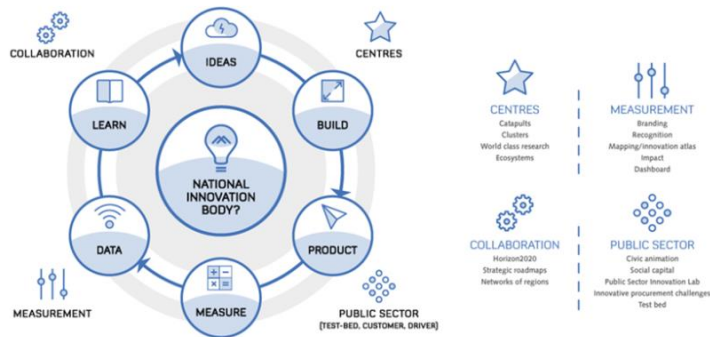 COLLABORATION
IDEAS
CENTRES
LEARN
BUILD
NATIONAL
INNOVATION
BODY?
DATA
PRODUCT
MEASURE
MEASUREMENT
PUBLIC SECTOR
(TEST-BED, CUSTOMER, DRIVER)
CENTRES
Catapults
Clusters
World class research
Ecosystems
MEASUREMENT
Branding
Recognition
Mapping/innovation atlas
Impact
Dashboard
COLLABORATION
Horizon2020
Strategic roadmaps
Networks of regions
PUBLIC SECTOR
Civic animation
Social capital
Public Sector Innovation Lab
Innovative procurement challenges
Test bed